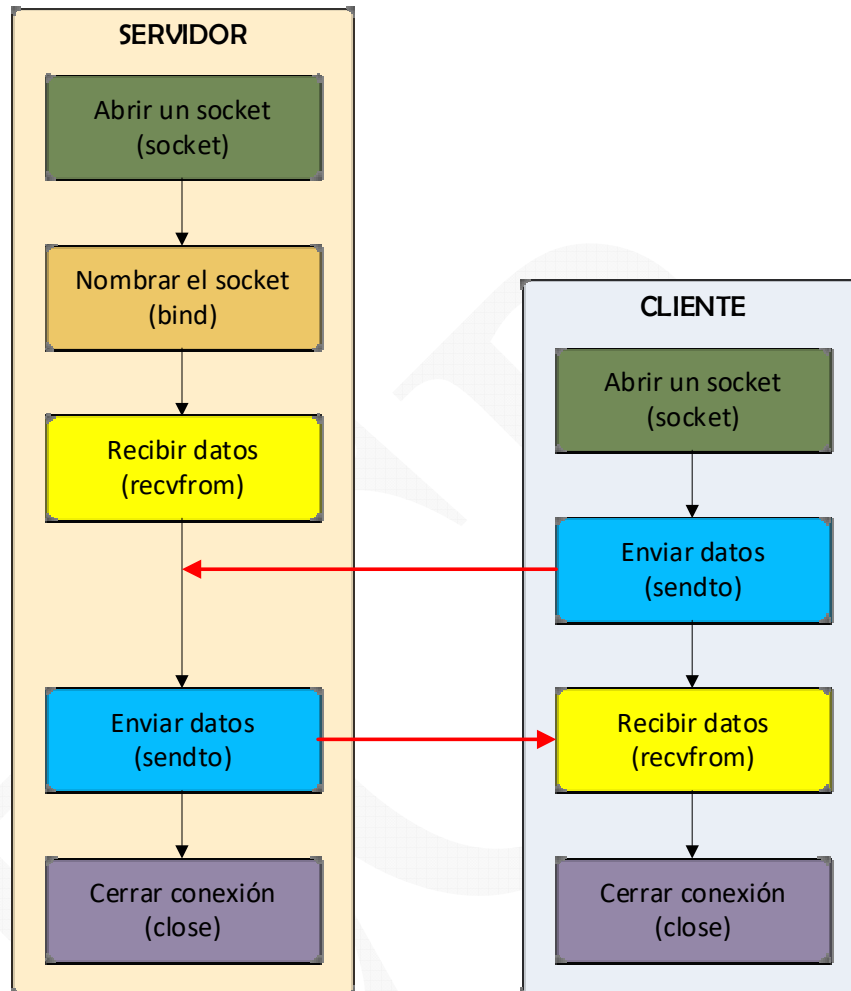 SERVIDOR
Abrir un socket
(socket)
Nombrar el socket
(bind)
Recibir datos
(recvfrom)
Enviar datos
(sendto)
Cerrar conexión
(close)
CLIENTE
Abrir un socket
(socket)
Enviar datos
(sendto)
Recibir datos
(recvfrom)
Cerrar conexión
(close)